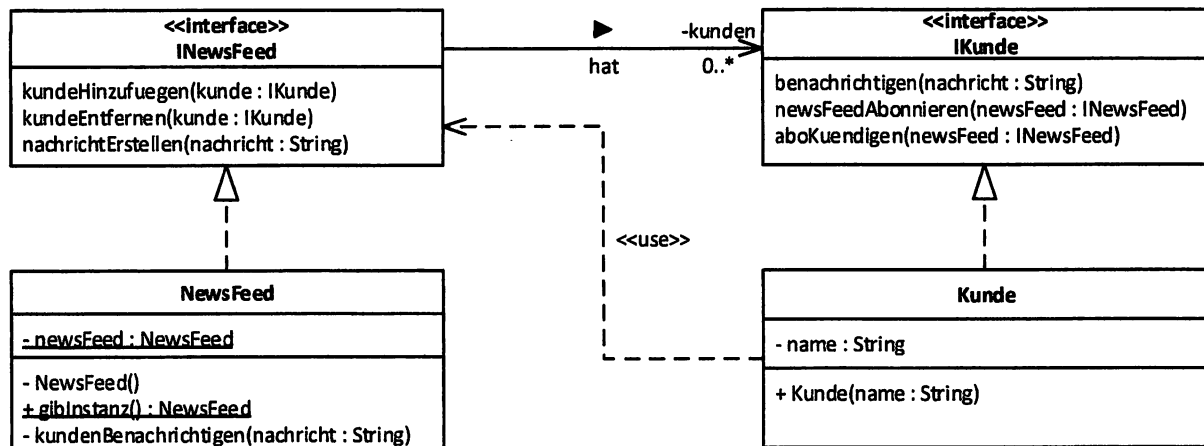 <<interface>>
INewsFeed
kundeHinzufuegen(kunde : IKunde)
kundeEntfernen(kunde : IKunde)
nachrichtErstellen(nachricht : String)
hat
-kunden
0..*
<<interface>>
IKunde
benachrichtigen(nachricht : String)
newsFeedAbonnieren(newsFeed : INewsFeed)
aboKuendigen(newsFeed : INewsFeed)
<<use>>
NewsFeed
- newsFeed : NewsFeed
- NewsFeed()
+ gibInstanz() : NewsFeed
- kundenBenachrichtigen(nachricht : String)
Kunde
- name : String
+ Kunde(name : String)